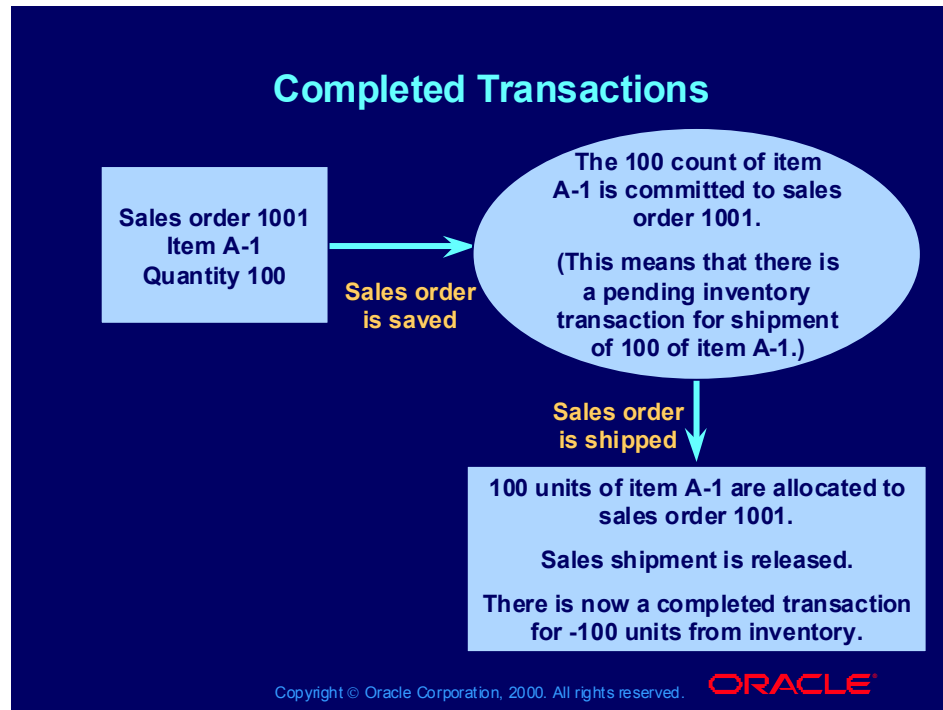 Completed Transactions
Sales order 1001
Item A-1
Quantity 100
Sales order
is saved
The 100 count of item
A-1 is committed to sales
order 1001.
(This means that there is
a pending inventory
transaction for shipment
of 100 of item A-1.)
Sales order
is shipped
100 units of item A-1 are allocated to
sales order 1001.
Sales shipment is released.
There is now a completed transaction
for -100 units from inventory.
Copyright © Oracle Corporation, 2000. All rights reserved.
ORACLE